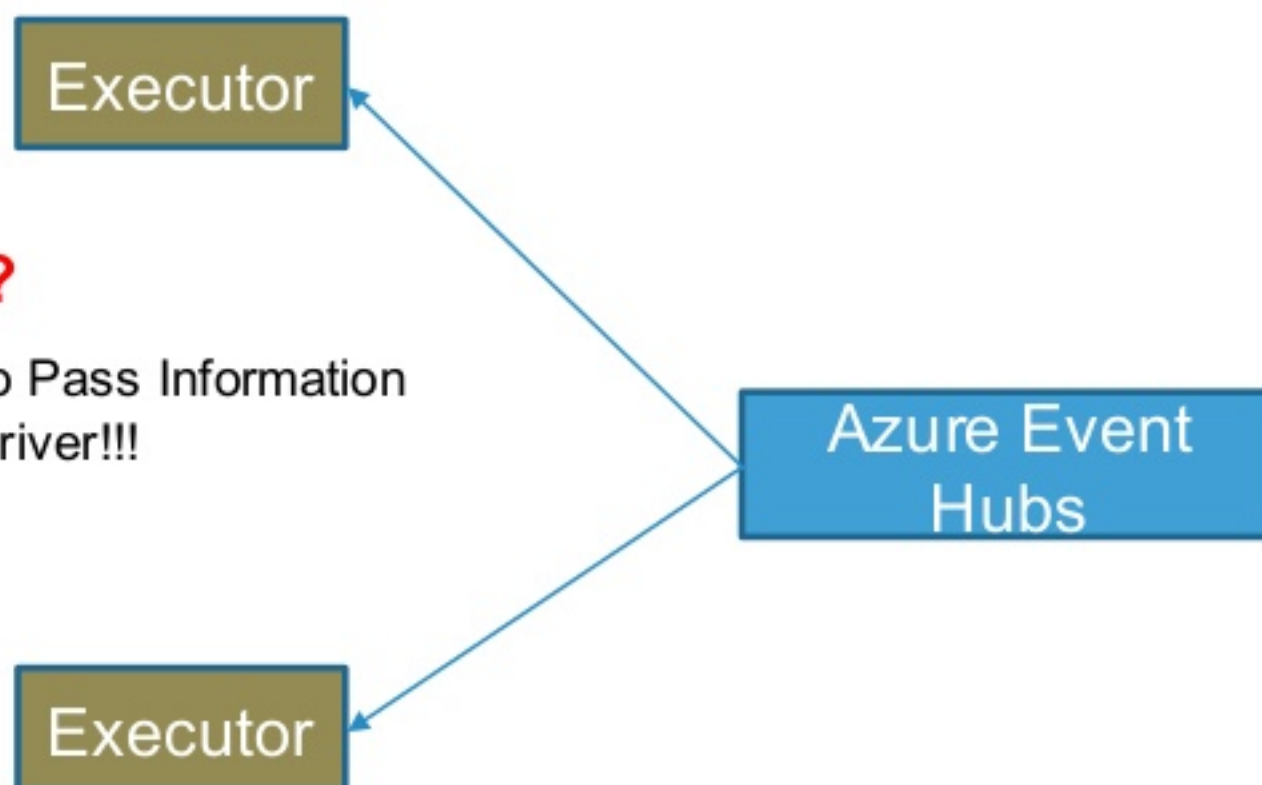 Executor
?
Pass Information
river!!!
Azure Event
Hubs
Executor